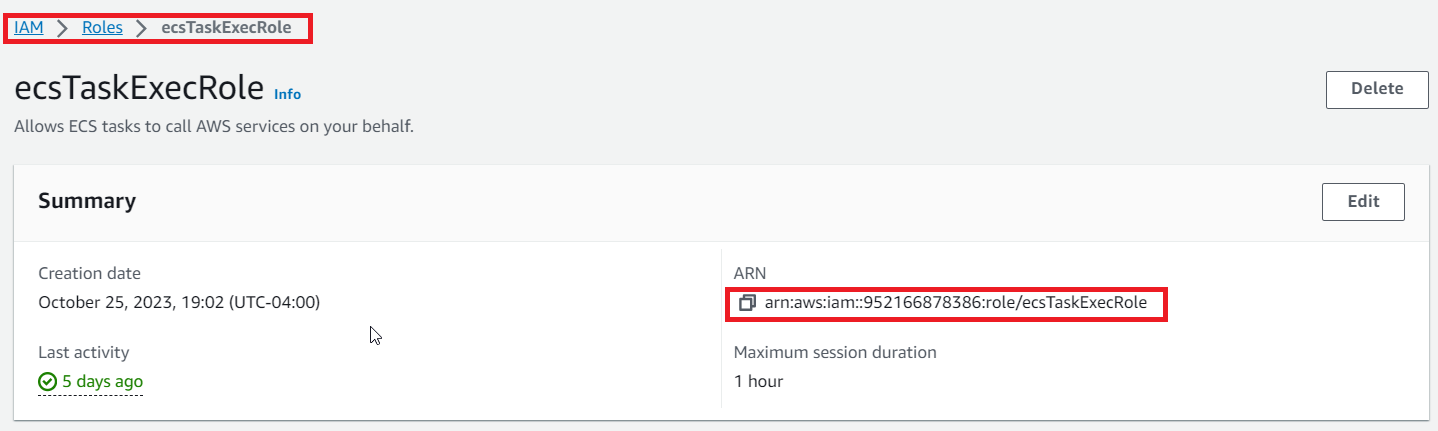 IAM > Roles > ecsTaskExecRole
ecsTaskExecRole Info
Delete
Allows ECS tasks to call AWS services on your behalf.
Summary
Edit
Creation date
October 25, 2023, 19:02 (UTC-04:00)
ARN
arn:aws:iam::952166878386:role/ecsTaskExecRole
Last activity
5 days ago
Maximum session duration
1 hour